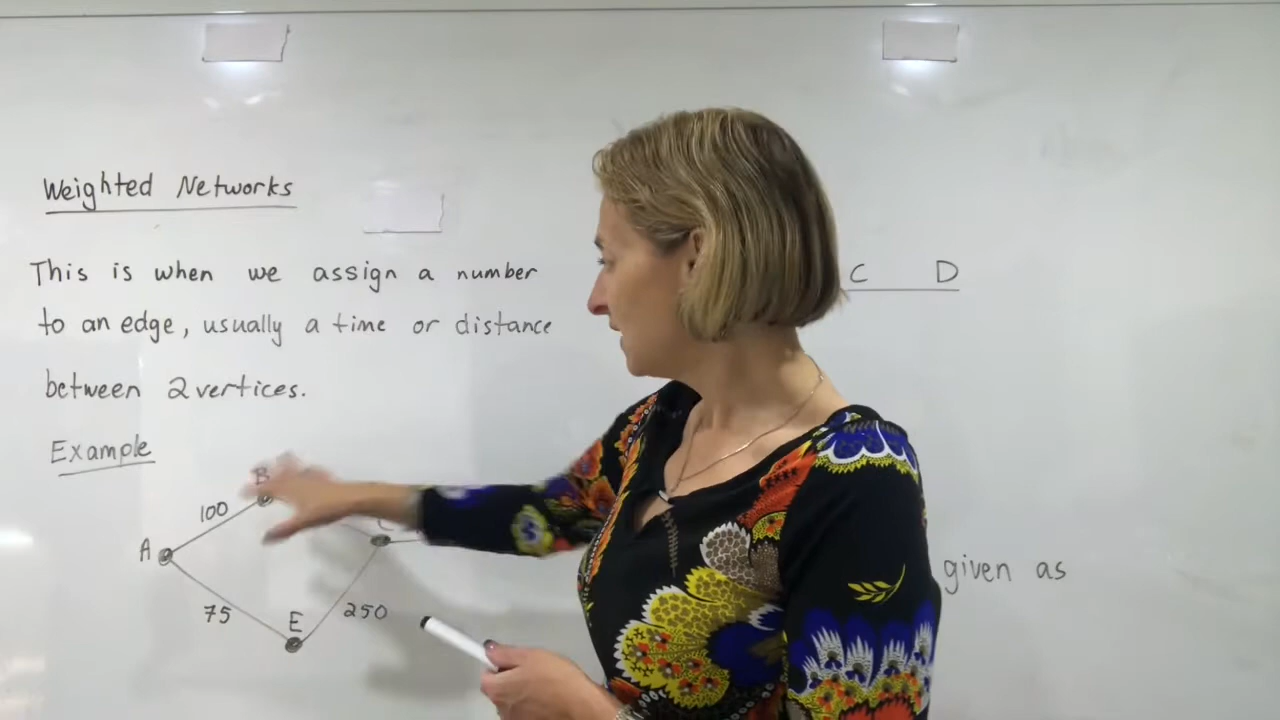 Weighted Networks
This is when we assign a number
to an edge, usually a time or distance
between 2 vertices.
Example
B
100
C
A
75
E
250
C D
given as